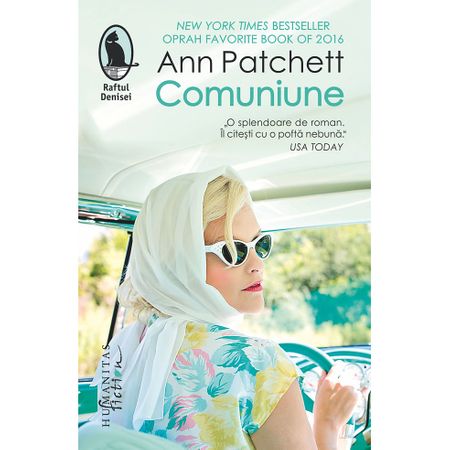 NEW YORK TIMES BESTSELLER
OPRAH FAVORITE BOOK OF 2016
Raftul
Denisei
Ann Patchett
Comuniune
„O splendoare de roman.
Îl citești cu o poftă nebună.“
USA TODAY
HUMANITAS
fiction